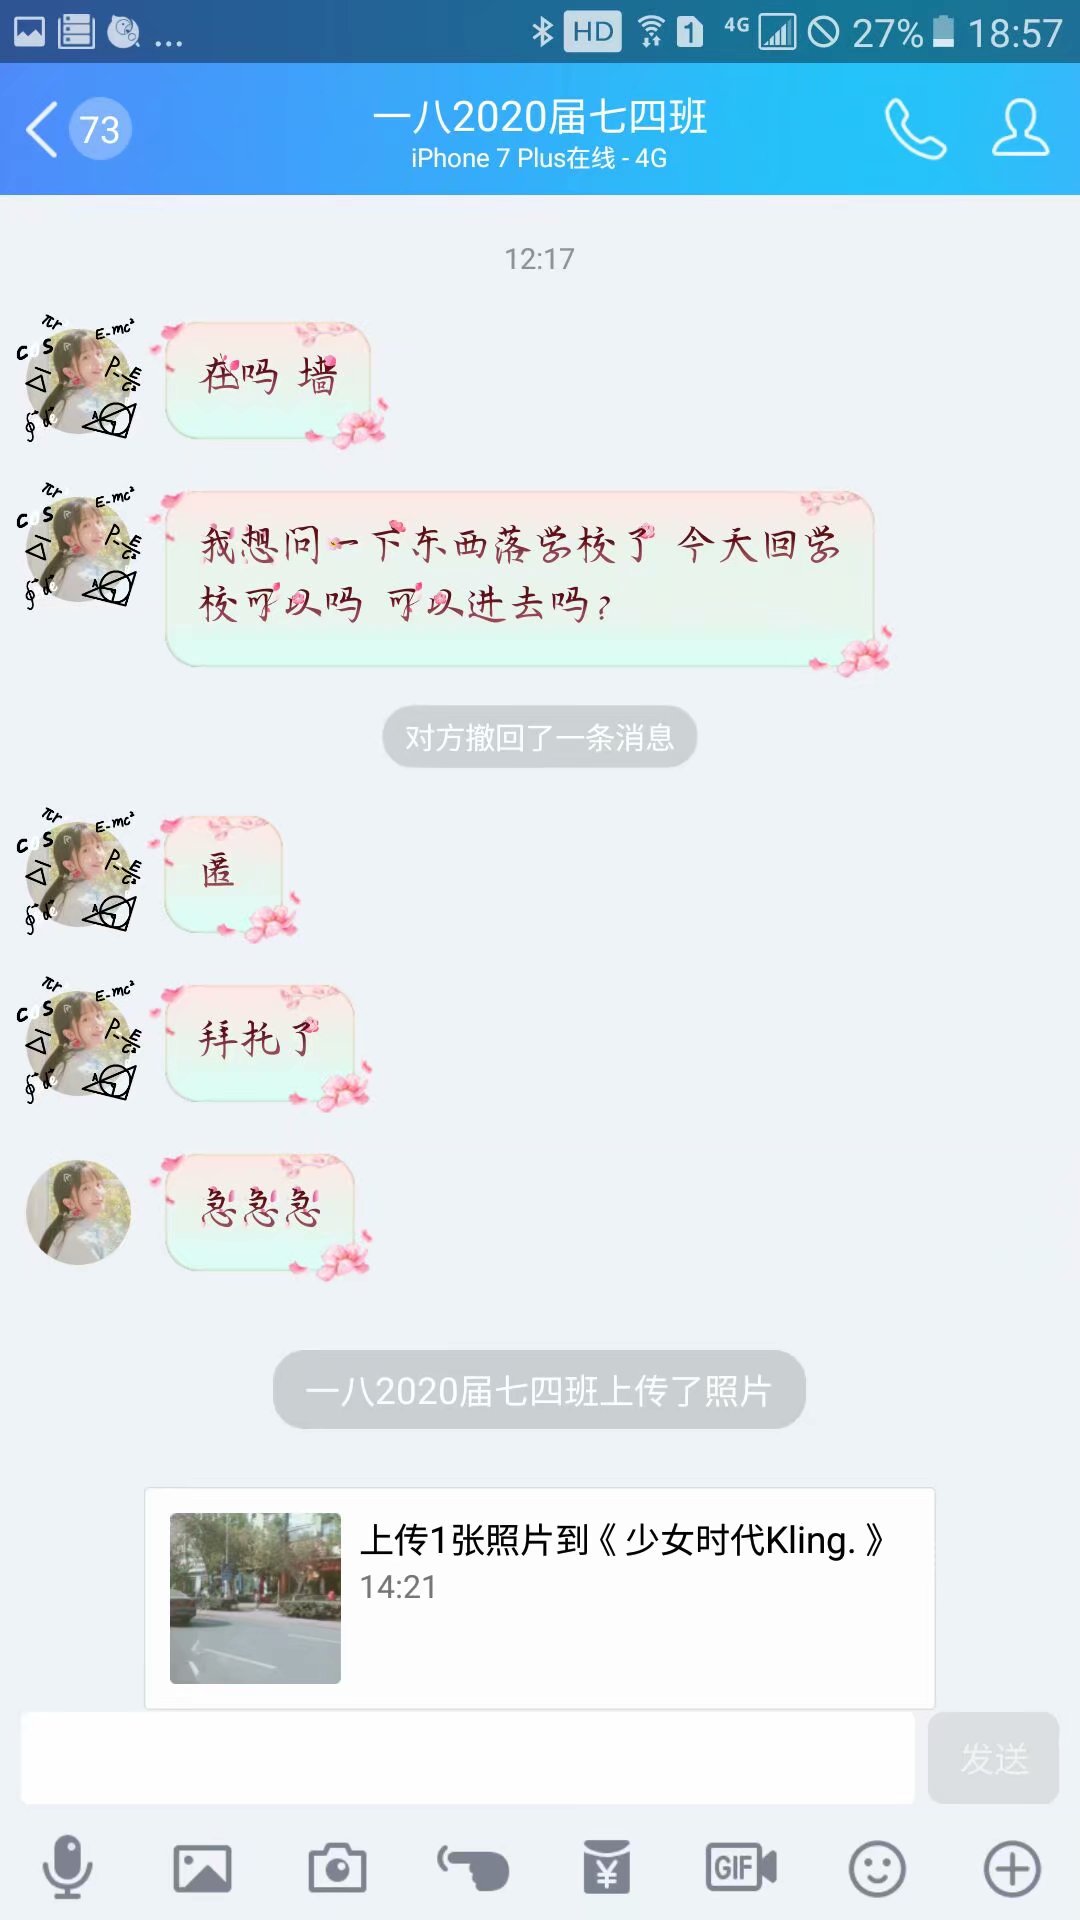 ... HD 1 4G 27% 18:57
73
一八2020届七四班
iPhone 7 Plus在线 - 4G
12:17
在吗 墙
我想问一下东西落学校了 今天回学
校可以吗 可以进去吗?
对方撤回了一条消息
匿
拜托了
急急急
一八2020届七四班上传了照片
上传1张照片到《少女时代Kling.》
14:21
发送
GIF